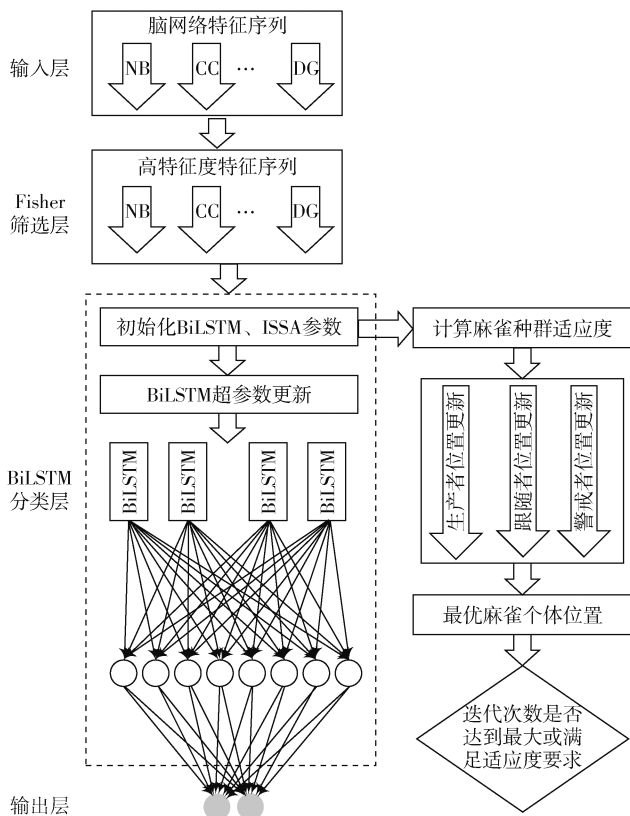 脑网络特征序列
输入层
NB
CC
…
DG
高特征度特征序列
Fisher
筛选层
NB
CC
…
DG
初始化BiLSTM、ISSA参数
计算麻雀种群适应度
BiLSTM超参数更新
BiLSTM
分类层
BiLSTM
BiLSTM
BiLSTM
BiLSTM
生产者位置更新
跟随者位置更新
警戒者位置更新
最优麻雀个体位置
迭代次数是否
达到最大或满
足适应度要求
输出层